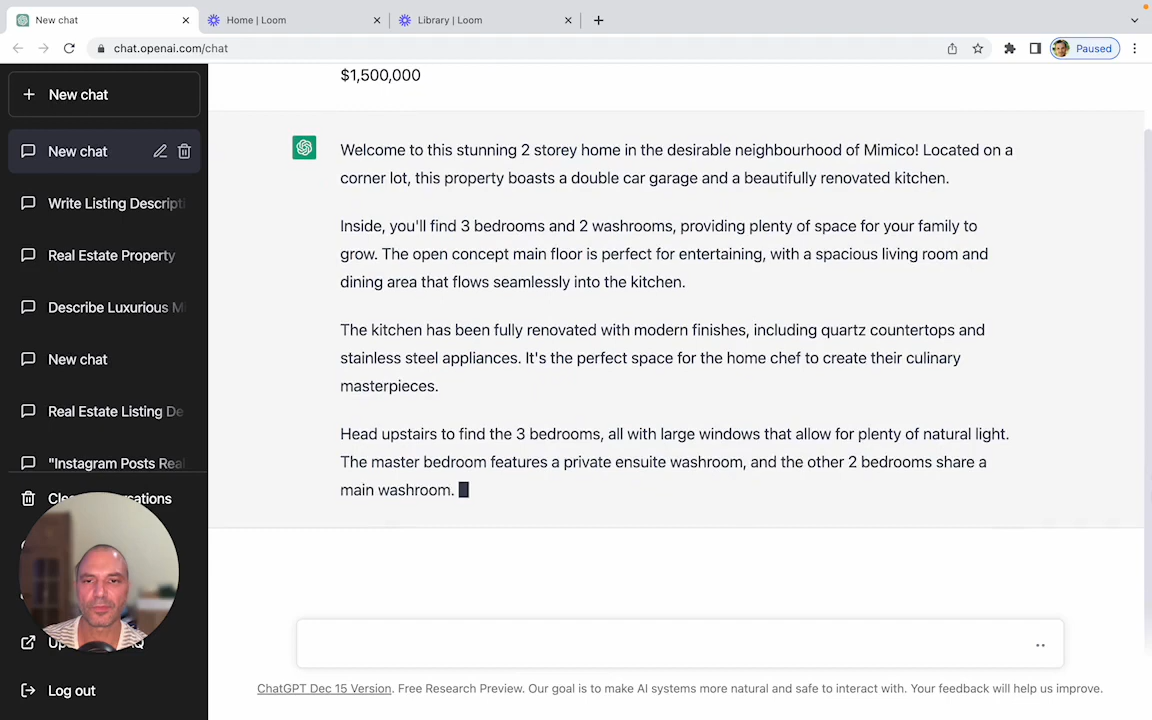 New chat
Home | Loom
Library | Loom
chat.openai.com/chat
Paused
New chat
New chat
Write Listing Descripti
Real Estate Property
Describe Luxurious M
New chat
Real Estate Listing De
"Instagram Posts Real
Log out
$1,500,000
Welcome to this stunning 2 storey home in the desirable neighbourhood of Mimico! Located on a
corner lot, this property boasts a double car garage and a beautifully renovated kitchen.
Inside, you'll find 3 bedrooms and 2 washrooms, providing plenty of space for your family to
grow. The open concept main floor is perfect for entertaining, with a spacious living room and
dining area that flows seamlessly into the kitchen.
The kitchen has been fully renovated with modern finishes, including quartz countertops and
stainless steel appliances. It's the perfect space for the home chef to create their culinary
masterpieces.
Head upstairs to find the 3 bedrooms, all with large windows that allow for plenty of natural light.
The master bedroom features a private ensuite washroom, and the other 2 bedrooms share a
main washroom.
ChatGPT Dec 15 Version. Free Research Preview. Our goal is to make AI systems more natural and safe to interact with. Your feedback will help us improve.